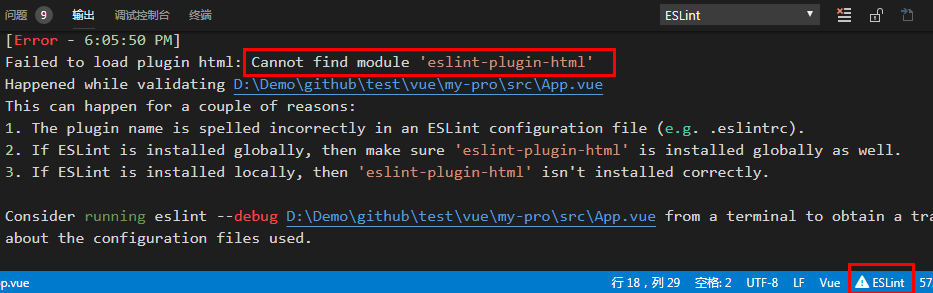 问题 9 输出 调试控制台 终端 ESLint
[Error - 6:05:50 PM]
Failed to load plugin html: Cannot find module 'eslint-plugin-html'
Happened while validating D:\Demo\github\test\vue\my-pro\src\App.vue
This can happen for a couple of reasons:
1. The plugin name is spelled incorrectly in an ESLint configuration file (e.g. .eslintrc).
2. If ESLint is installed globally, then make sure 'eslint-plugin-html' is installed globally as well.
3. If ESLint is installed locally, then 'eslint-plugin-html' isn't installed correctly.
Consider running eslint --debug D:\Demo\github\test\vue\my-pro\src\App.vue from a terminal to obtain a tra
about the configuration files used.
pp.vue 行 18，列 29 空格: 2 UTF-8 LF Vue ESLint 57